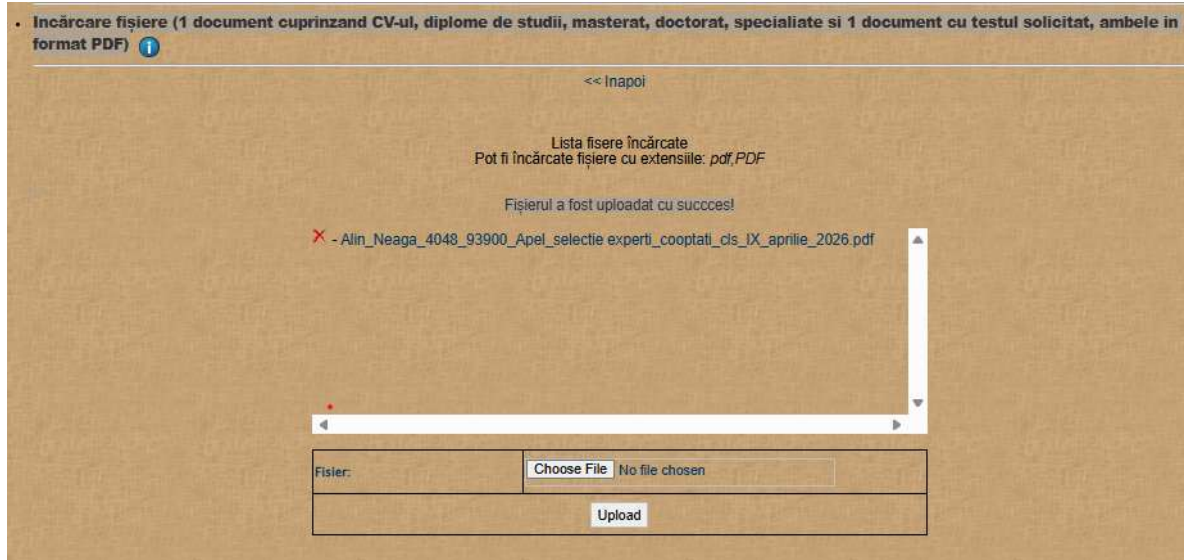 Incărcare fișiere (1 document cuprinzand CV-ul, diplome de studii, masterat, doctorat, specialiate si 1 document cu testul solicitat, ambele in
format PDF)
<< Inapoi
Lista fisere încărcate
Pot fi încărcate fișiere cu extensiile: pdf,PDF
Fișierul a fost uploadat cu succces!
- Alin_Neaga_4048_93900_Apel_selectie experti_cooptati_cls_IX_aprilie_2026.pdf
Fisier: Choose File No file chosen
Upload